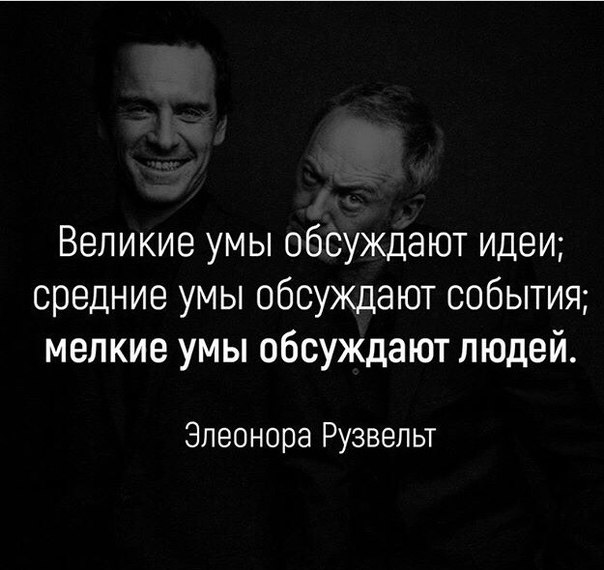 Великие умы обсуждают идеи;
средние умы обсуждают события;
мелкие умы обсуждают людей.
Элеонора Рузвельт